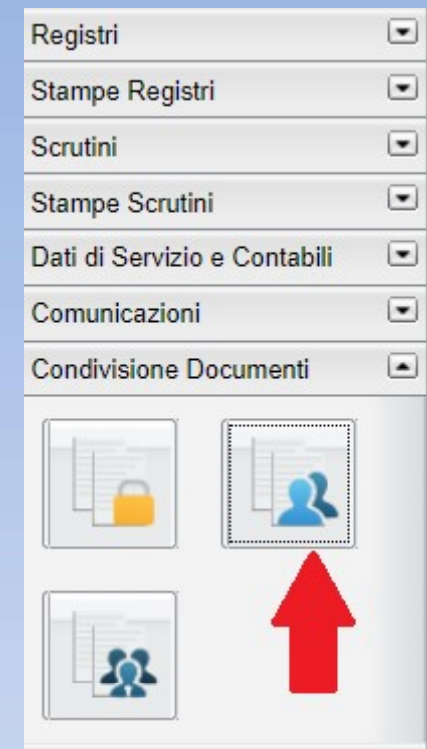 Registri
Stampe Registri
Scrutini
Stampe Scrutini
Dati di Servizio e Contabili
Comunicazioni
Condivisione Documenti